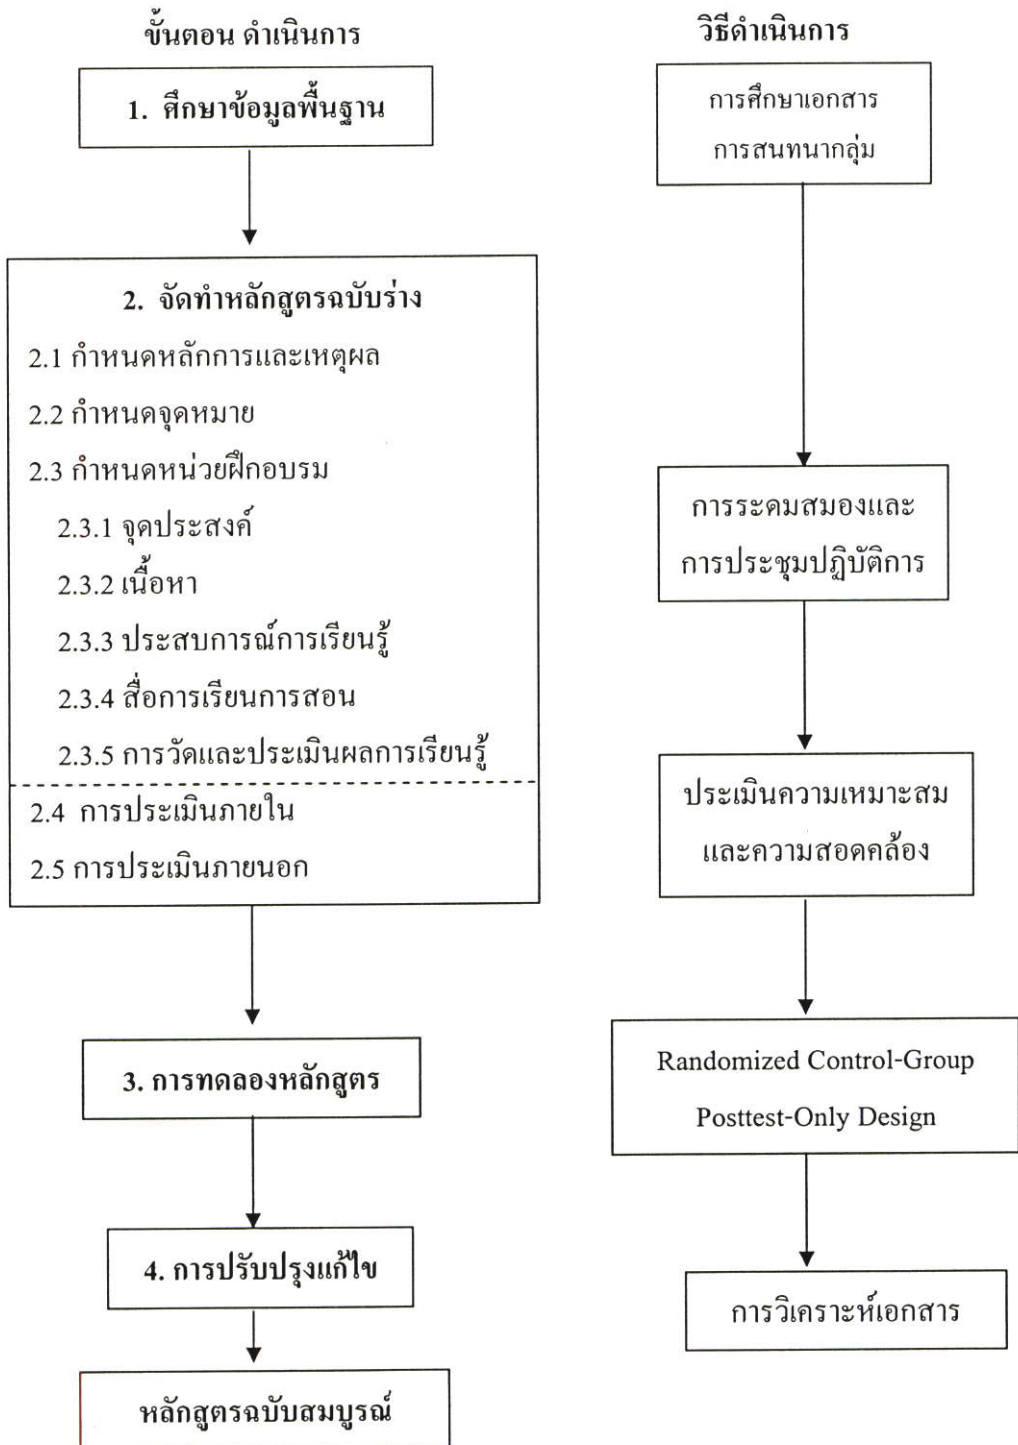 ขั้นตอน ดำเนินการ
1. ศึกษาข้อมูลพื้นฐาน
2. จัดทำหลักสูตรฉบับร่าง
2.1 กำหนดหลักการและเหตุผล
2.2 กำหนดจุดหมาย
2.3 กำหนดหน่วยฝึกอบรม
2.3.1 จุดประสงค์
2.3.2 เนื้อหา
2.3.3 ประสบการณ์การเรียนรู้
2.3.4 สื่อการเรียนการสอน
2.3.5 การวัดและประเมินผลการเรียนรู้
2.4 การประเมินภายใน
2.5 การประเมินภายนอก
3. การทดลองหลักสูตร
4. การปรับปรุงแก้ไข
หลักสูตรฉบับสมบูรณ์
วิธีดำเนินการ
การศึกษาเอกสาร
การสนทนากลุ่ม
การระดมสมองและ
การประชุมปฏิบัติการ
ประเมินความเหมาะสม
และความสอดคล้อง
Randomized Control-Group
Posttest-Only Design
การวิเคราะห์เอกสาร